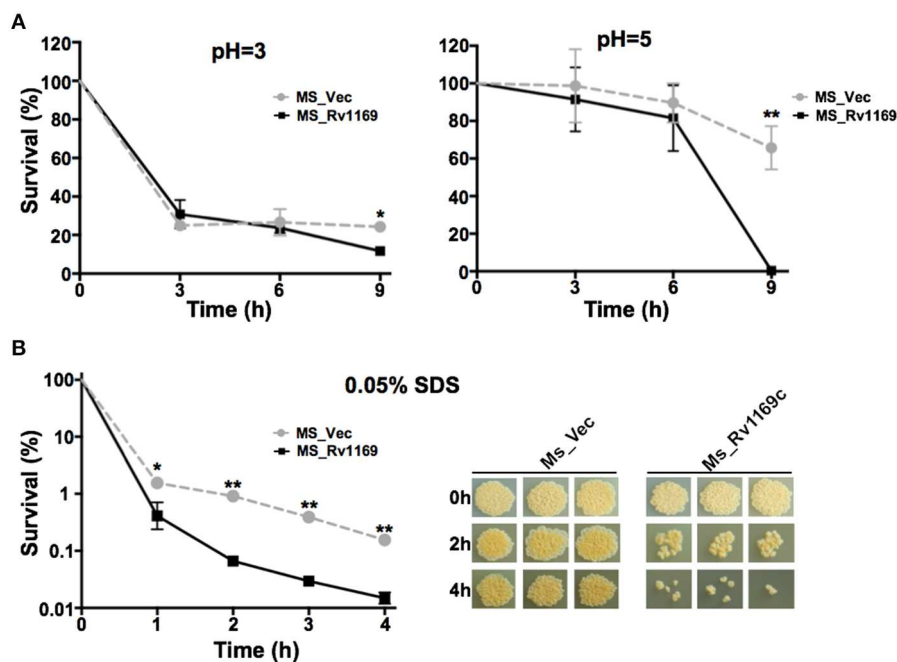 A
pH=3
Survival (%)
120
100
80
60
40
20
0
MS_Vec
MS_Rv1169
*
0 3 6 9
Time (h)
pH=5
120
100
80
60
40
20
0
MS_Vec
MS_Rv1169
**
0 3 6 9
Time (h)
B
0.05% SDS
Survival (%)
100
10
1
0.1
0.01
MS_Vec
MS_Rv1169
* ** ** **
0 1 2 3 4
Time (h)
Ms_Vec Ms_Rv1169c
0h
2h
4h